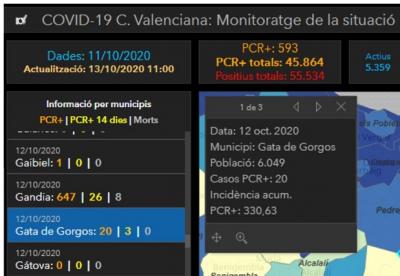 COVID-19 C. Valenciana: Monitoratge de la situació
Dades: 11/10/2020
Actualització: 13/10/2020 11:00
PCR+: 593
PCR+ totals: 45.864
Positius totals: 55.534
Actius
5.359
Informació per municipis
PCR+ | PCR+ 14 dies | Morts
12/10/2020
Gaibiel: 1 | 0 | 0
12/10/2020
Gandia: 647 | 26 | 8
12/10/2020
Gata de Gorgos: 20 | 3 | 0
12/10/2020
Gátova: 0 | 0 | 0
1 de 3
Data: 12 oct. 2020
Municipi: Gata de Gorgos
Població: 6.049
Casos PCR+: 20
Incidència acum.
PCR+: 330,63
Pedre
Alcalalí